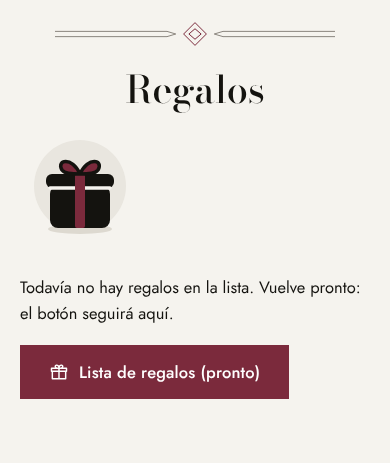 Regalos
Todavía no hay regalos en la lista. Vuelve pronto:
el botón seguirá aquí.
Lista de regalos (pronto)